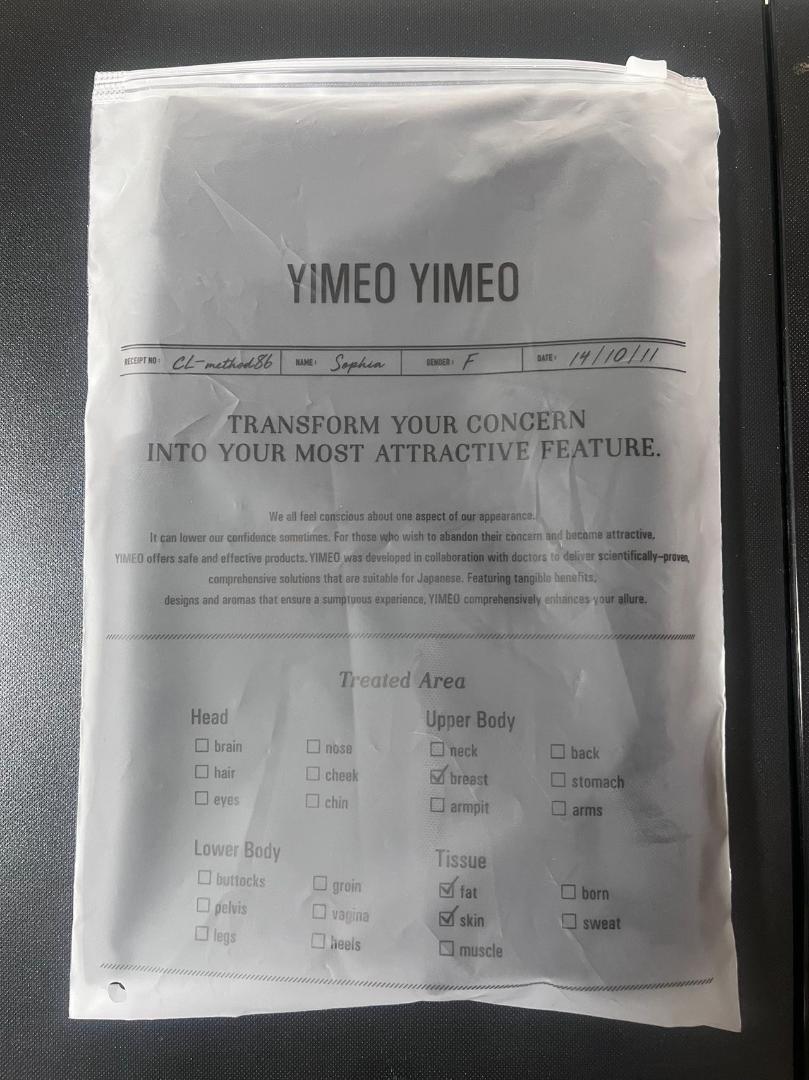 YIMEO YIMEO
RECEIPT NO: CL-method86 NAME: Sophia GENDER: F DATE: 14/10/11
TRANSFORM YOUR CONCERN
INTO YOUR MOST ATTRACTIVE FEATURE.
We all feel conscious about one aspect of our appearance.
It can lower our confidence sometimes. For those who wish to abandon their concern and become attractive,
YIMEO offers safe and effective products. YIMEO was developed in collaboration with doctors to deliver scientifically-proven,
comprehensive solutions that are suitable for Japanese. Featuring tangible benefits,
designs and aromas that ensure a sumptuous experience, YIMEO comprehensively enhances your allure.
Treated Area
Head
brain nose
hair cheek
eyes chin
Upper Body
neck back
breast stomach
armpit arms
Lower Body
buttocks groin
pelvis vagina
legs heels
Tissue
fat born
skin sweat
muscle